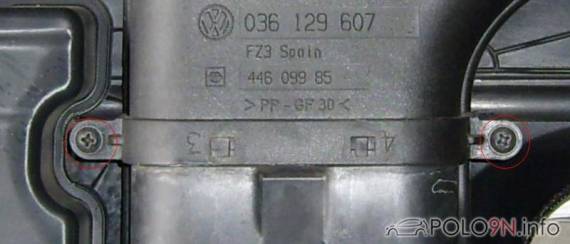 036 129 607
FZ3 Spain
446 099 85
>PP-GF30<
3 4
POLO9N.info